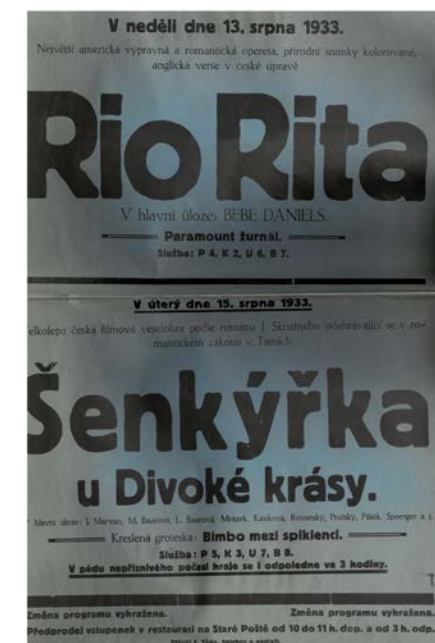 V neděli dne 13. srpna 1933.
Největší americká výpravná a romantická opereta, přírodní snímky kolorované,
anglická verse v české úpravě
Rio Rita
V hlavní úloze: BEBE DANIELS.
Paramount žurnál.
Služba: P 4, K 2, U 6, B 7.
V úterý dne 15. srpna 1933.
elkolepá česká filmová veselohra podle románu J. Skružného odehrávající se v ro-
mantickém zákoutí v Tatrách.
Šenkýřka
u Divoké krásy.
hlavní úloze: J. Marvan, M. Baarová, L. Baarová, Mrázek, Kavková, Rovenský, Pražský, Plaček, Spoerger a j.
Kreslená groteska: Bimbo mezi spiklenci.
Služba: P 5, K 3, U 7, B 8.
V pádu nepříznivého počasí hraje se i odpoledne ve 3 hodiny.
Změna programu vyhražena. Změna programu vyhražena.
Předprodej vstupenek v restauraci na Staré Poště od 10 do 11 h. dop. a od 3 h. odp.